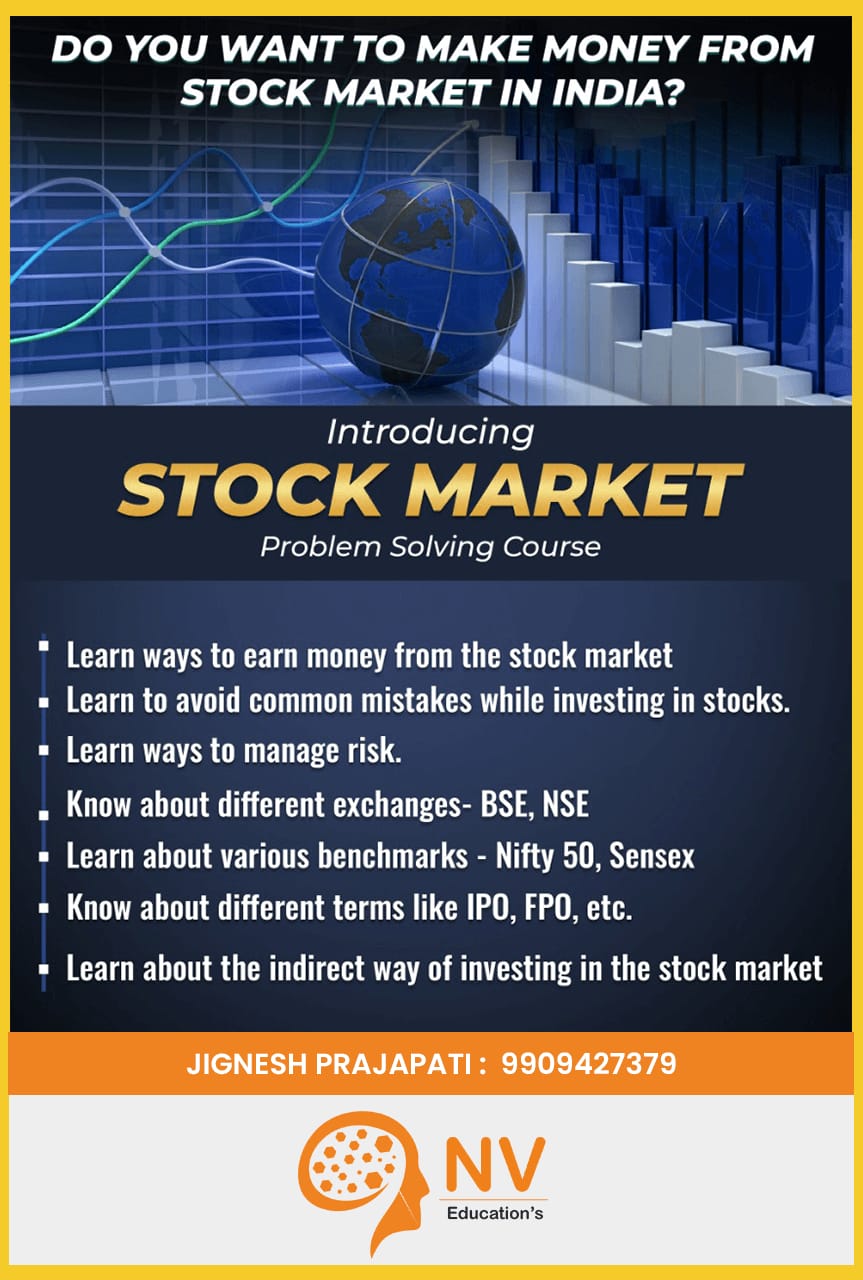 DO YOU WANT TO MAKE MONEY FROM
STOCK MARKET IN INDIA?
Introducing
STOCK MARKET
Problem Solving Course
Learn ways to earn money from the stock market
Learn to avoid common mistakes while investing in stocks.
Learn ways to manage risk.
Know about different exchanges- BSE, NSE
Learn about various benchmarks - Nifty 50, Sensex
Know about different terms like IPO, FPO, etc.
Learn about the indirect way of investing in the stock market
JIGNESH PRAJAPATI : 9909427379
NV
Education's